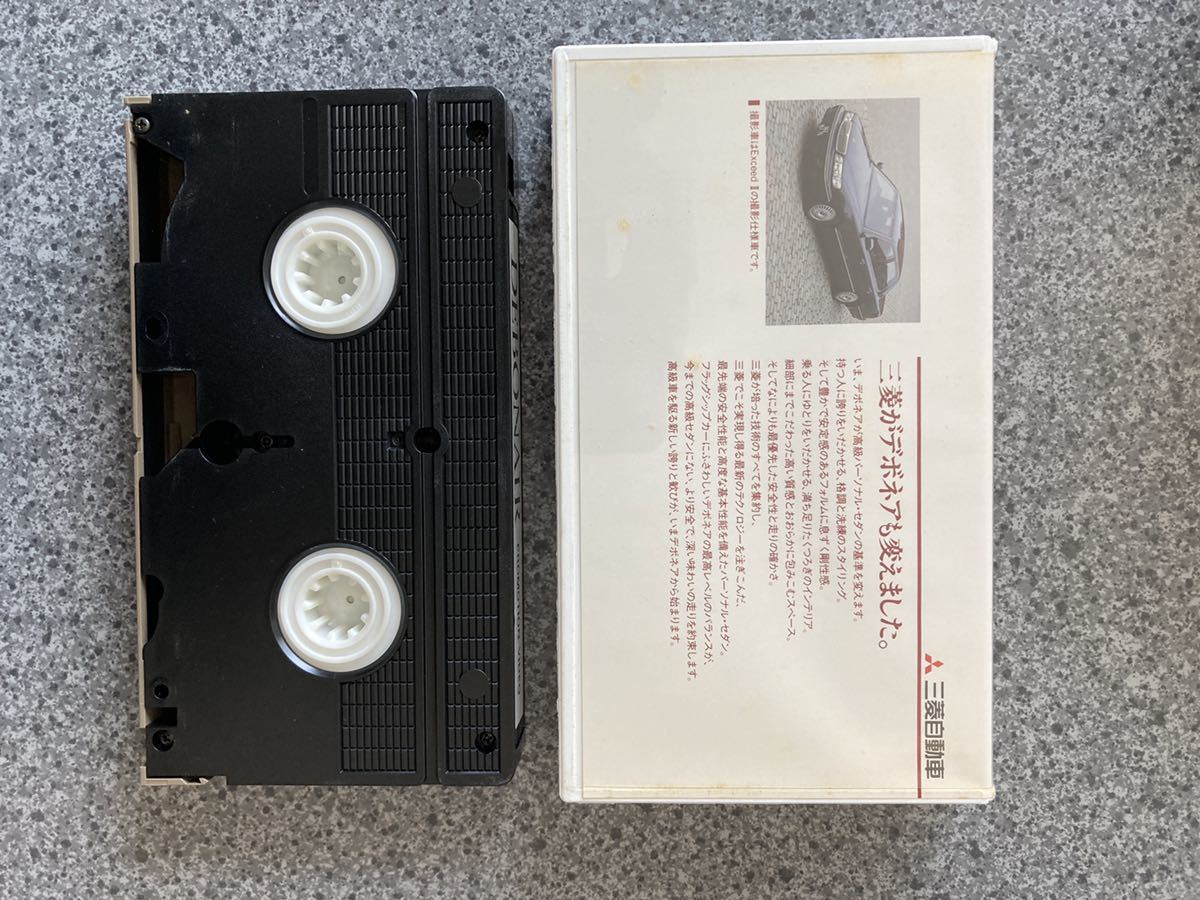 三菱がデボネアも変えました。
三菱自動車
いま、デボネアが高級パーソナル・セダンの基準を変えます。
持つ人に誇りをいだかせる、格調と洗練のスタイリング。
そして豊かで安定感のあるフォルムに息ずく剛性感。
乗る人にゆとりをいだかせる、満ち足りたくつろぎのインテリア。
細部にまでこだわった高い質感とおおらかに包みこむスペース。
そしてなによりも最優先した安全性と走りの確かさ。
三菱が培った技術のすべてを集約し、
三菱でこそ実現し得る最新のテクノロジーを注ぎこんだ、
最先端の安全性能と高度な基本性能を備えたパーソナル・セダン。
フラッグシップカーにふさわしいデボネアの最高レベルのバランスが、
今までの高級セダンにない、より安全で、深い味わいの走りを約束します。
高級車を駆る新しい誇りと歓びが、いまデボネアから始まります。
撮影車はExceed Ⅱの撮影仕様車です。
DEBONAIR